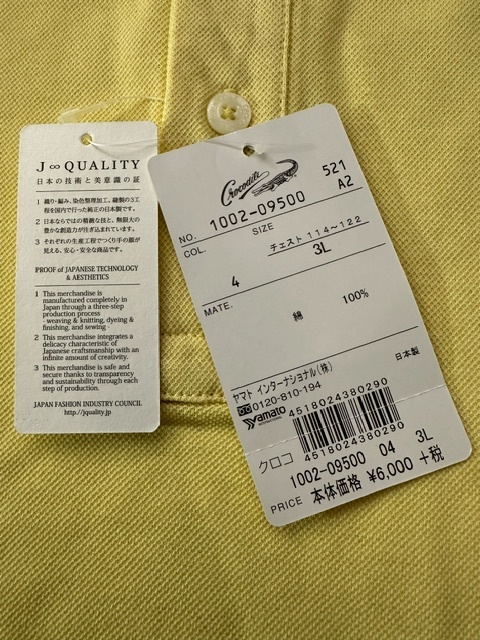 J∞QUALITY
日本の技術と美意識の証
1 織り・編み、染色整理加工、縫製の3工
程を国内で行った純正の日本製です。
2 日本ならではの精緻な技と、無限大の
豊かな創造力が注ぎ込まれています。
3 それぞれの生産工程でつくり手の顔が
見える、安心・安全な商品です。
PROOF of JAPANESE TECHNOLOGY
& AESTHETICS
1 This merchandise is
manufactured completely in
Japan through a three-step
production process
- weaving & knitting, dyeing &
finishing, and sewing -
2 This merchandise integrates a
delicacy characteristic of
Japanese craftsmanship with an
infinite amount of creativity.
3 This merchandise is safe and
secure thanks to transparency
and sustainability through each
step of production.
JAPAN FASHION INDUSTRY COUNCIL
http://jquality.jp
Crocodile
521
A2
NO. 1002-09500
COL. SIZE
チェスト 114~122
4 3L
MATE.
綿 100%
日本製
ヤマト インターナショナル(株)
0120-810-194
yamato
INTERNATIONAL
4518024380290
クロコ 4518024380290
1002-09500 04 3L
PRICE 本体価格 ¥6,000 +税